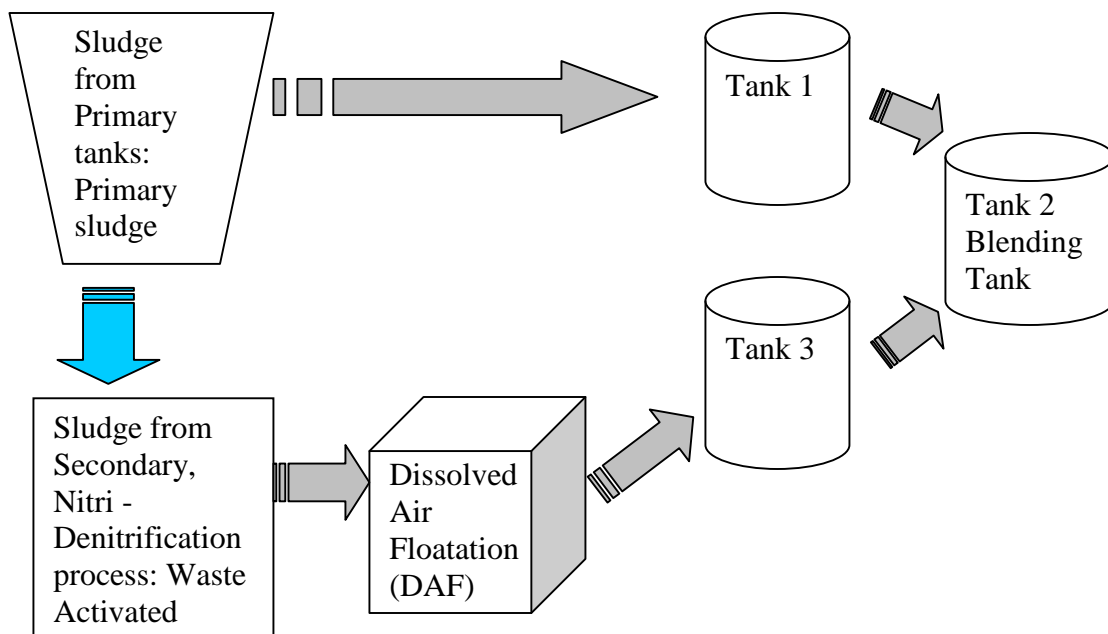 Sludge
from
Primary
tanks:
Primary
sludge
Tank 1
Tank 2
Blending
Tank
Tank 3
Sludge from
Secondary,
Nitri -
Denitrification
process: Waste
Activated
Dissolved
Air
Floatation
(DAF)